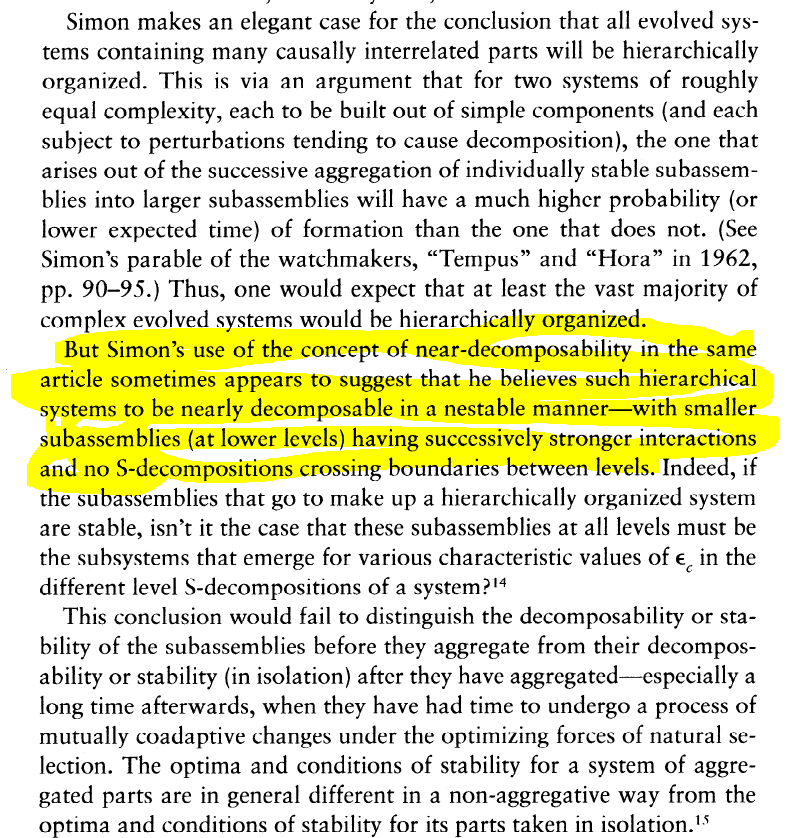 Simon makes an elegant case for the conclusion that all evolved sys-
tems containing many causally interrelated parts will be hierarchically
organized. This is via an argument that for two systems of roughly
equal complexity, each to be built out of simple components (and each
subject to perturbations tending to cause decomposition), the one that
arises out of the successive aggregation of individually stable subassem-
blies into larger subassemblies will have a much higher probability (or
lower expected time) of formation than the one that does not. (See
Simon's parable of the watchmakers, “Tempus” and “Hora” in 1962,
pp. 90–95.) Thus, one would expect that at least the vast majority of
complex evolved systems would be hierarchically organized.
But Simon's use of the concept of near-decomposability in the same
article sometimes appears to suggest that he believes such hierarchical
systems to be nearly decomposable in a nestable manner—with smaller
subassemblies (at lower levels) having successively stronger interactions
and no S-decompositions crossing boundaries between levels. Indeed, if
the subassemblies that go to make up a hierarchically organized system
are stable, isn't it the case that these subassemblies at all levels must be
the subsystems that emerge for various characteristic values of ϵc in the
different level S-decompositions of a system?14
This conclusion would fail to distinguish the decomposability or sta-
bility of the subassemblies before they aggregate from their decompos-
ability or stability (in isolation) after they have aggregated—especially a
long time afterwards, when they have had time to undergo a process of
mutually coadaptive changes under the optimizing forces of natural se-
lection. The optima and conditions of stability for a system of aggre-
gated parts are in general different in a non-aggregative way from the
optima and conditions of stability for its parts taken in isolation.15